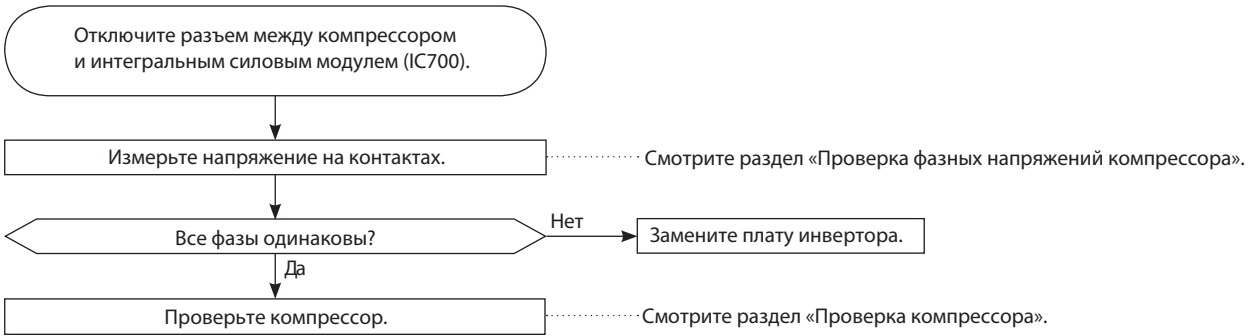 Отключите разъем между компрессором
и интегральным силовым модулем (IC700).
Измерьте напряжение на контактах.
Смотрите раздел «Проверка фазных напряжений компрессора».
Все фазы одинаковы?
Нет
Замените плату инвертора.
Да
Проверьте компрессор.
Смотрите раздел «Проверка компрессора».